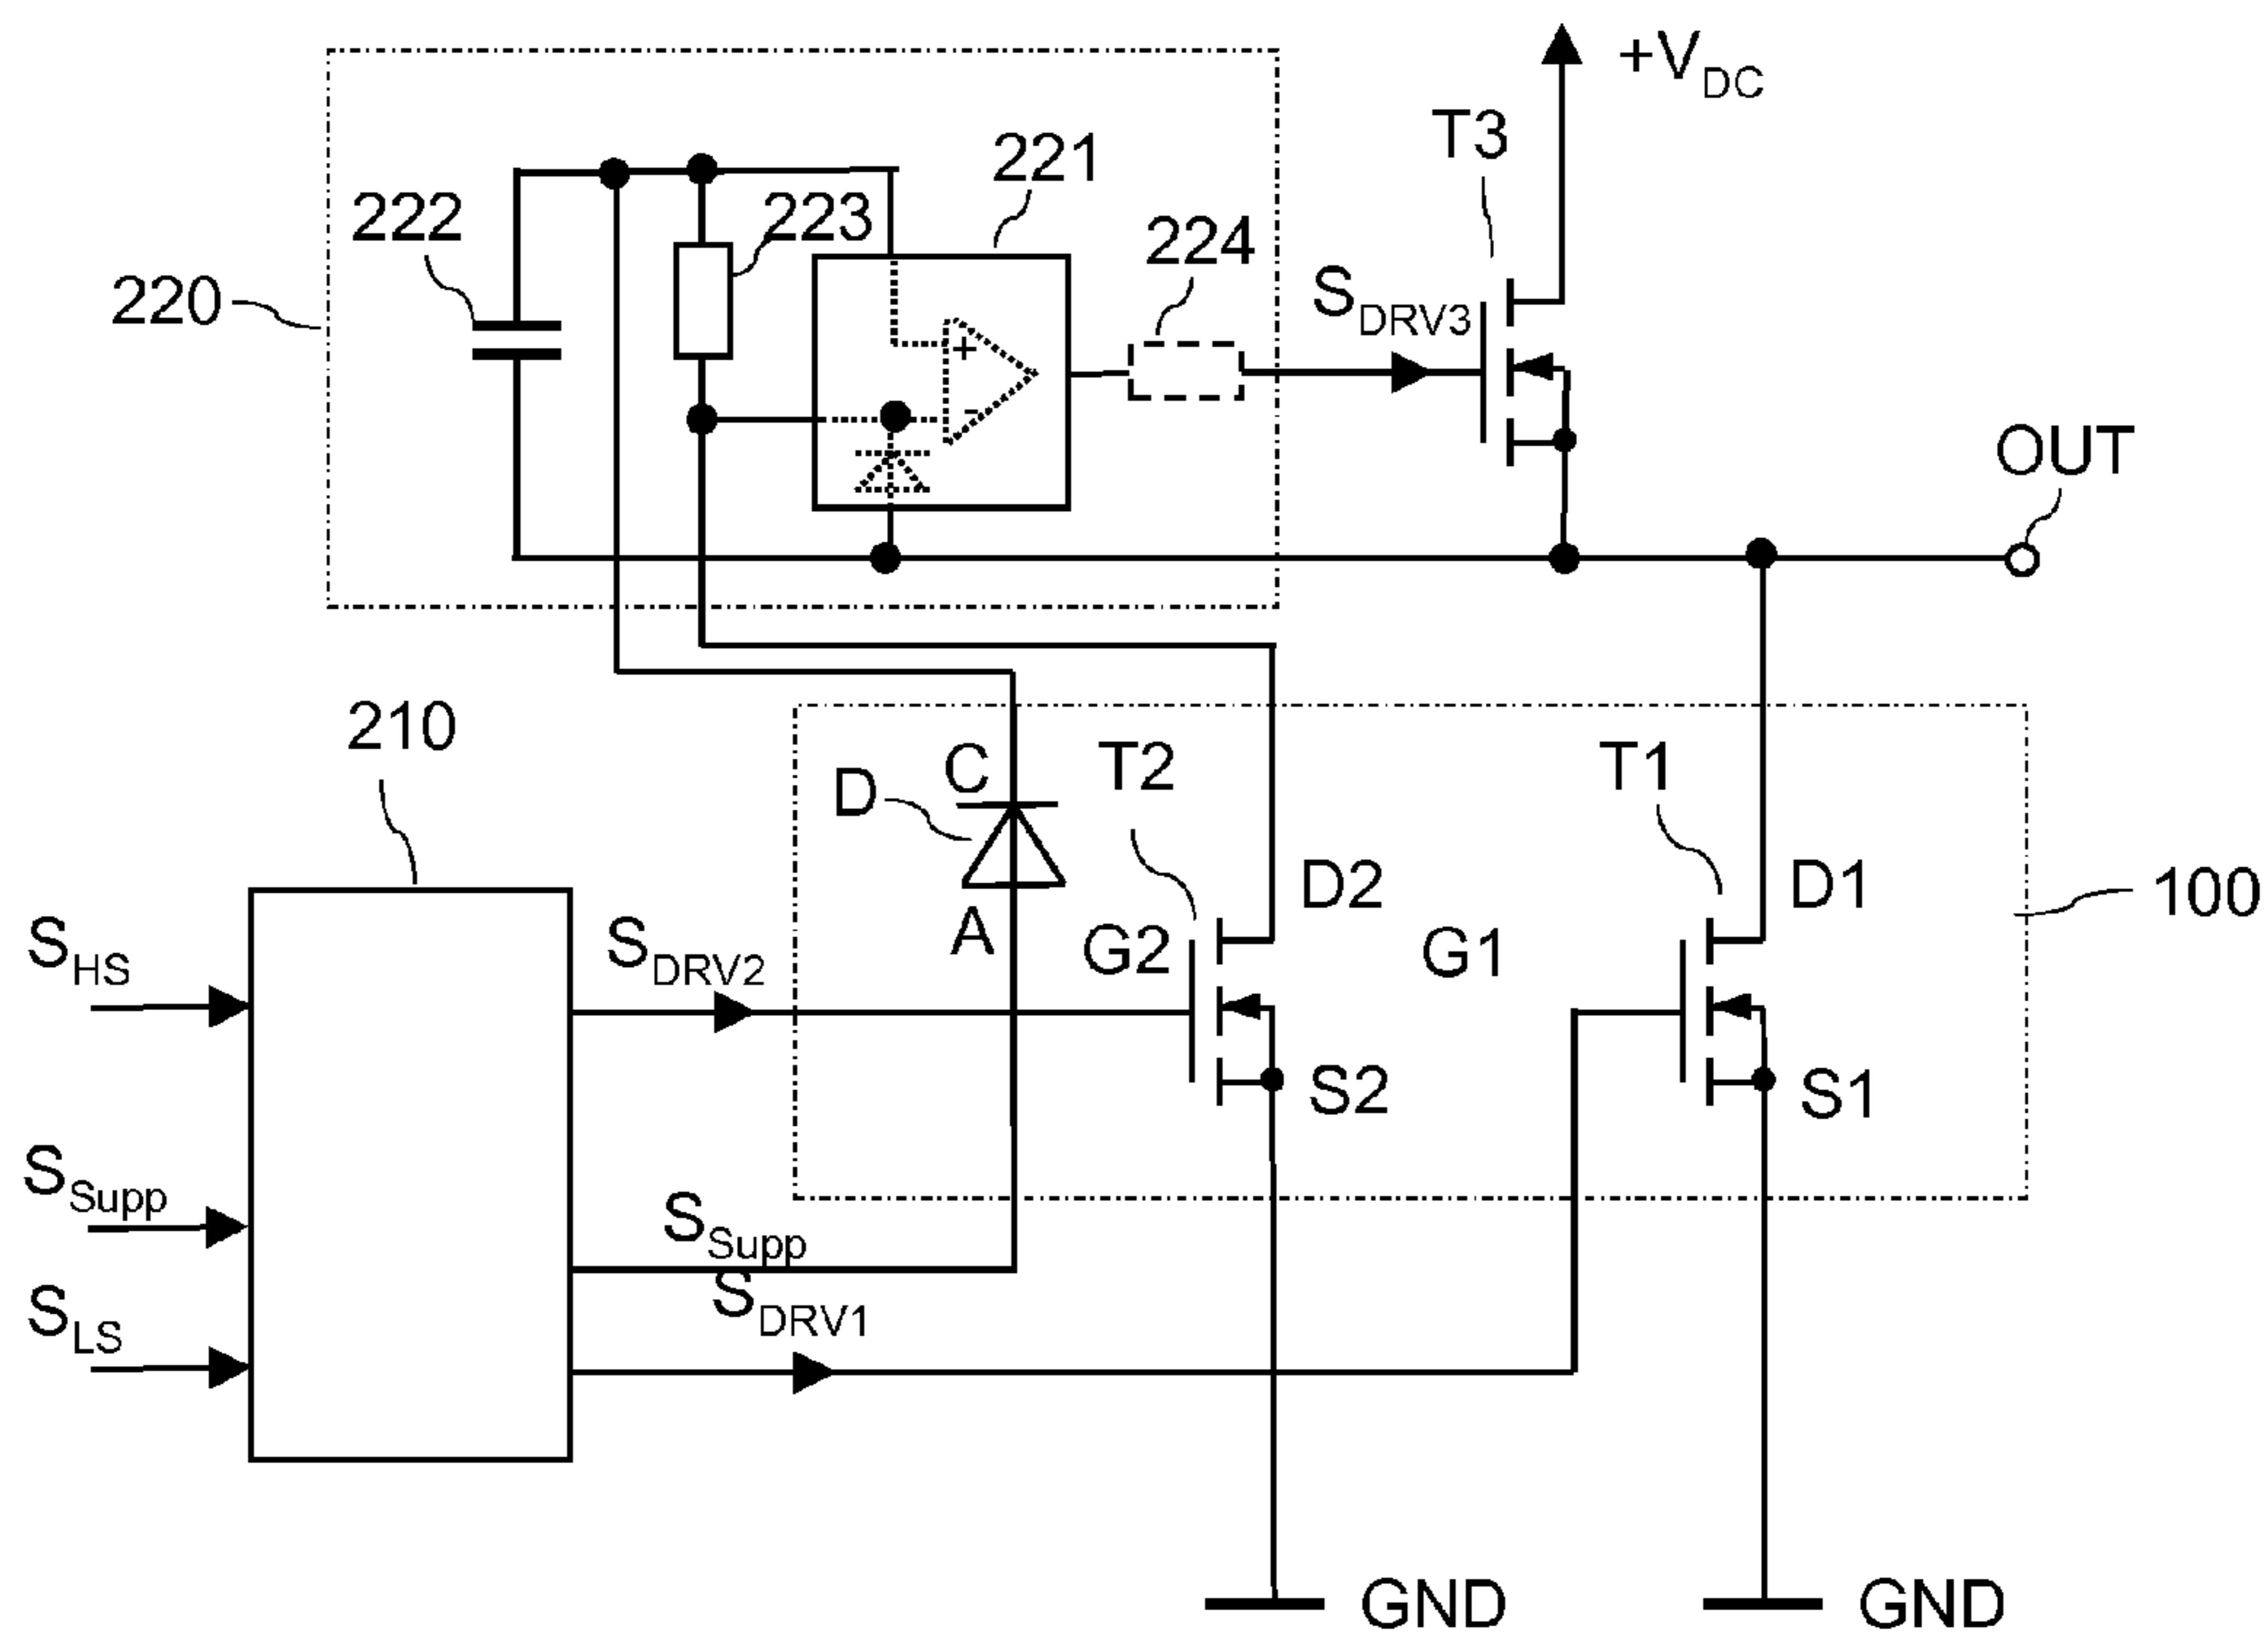 +VDC
T3
221
222
223
224
220
SDRV3
+
-
OUT
210
C
T2
T1
D
D2
D1
100
A
G2
G1
SHS
SDRV2
S2
S1
SSupp
SSupp
SLS
SDRV1
GND
GND